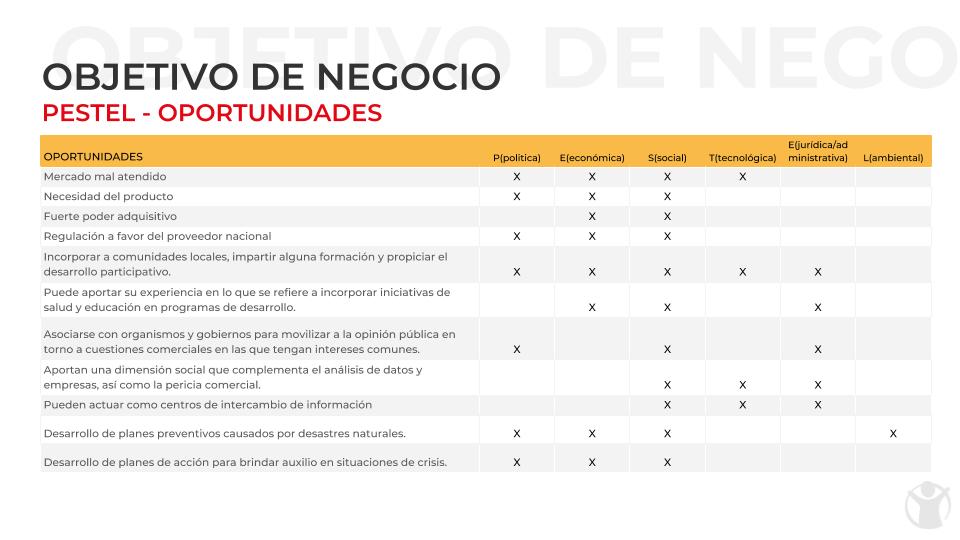 OBJETIVO DE NEGO
OBJETIVO DE NEGOCIO
PESTEL - OPORTUNIDADES
OPORTUNIDADES P(politica) E(económica) S(social) T(tecnológica) E(jurídica/ad
ministrativa) L(ambiental)
Mercado mal atendido X X X X
Necesidad del producto X X X
Fuerte poder adquisitivo X X
Regulación a favor del proveedor nacional X X X
Incorporar a comunidades locales, impartir alguna formación y propiciar el
desarrollo participativo. X X X X X
Puede aportar su experiencia en lo que se refiere a incorporar iniciativas de
salud y educación en programas de desarrollo. X X X
Asociarse con organismos y gobiernos para movilizar a la opinión pública en
torno a cuestiones comerciales en las que tengan intereses comunes. X X X
Aportan una dimensión social que complementa el análisis de datos y
empresas, así como la pericia comercial. X X X
Pueden actuar como centros de intercambio de información X X X
Desarrollo de planes preventivos causados por desastres naturales. X X X X
Desarrollo de planes de acción para brindar auxilio en situaciones de crisis. X X X